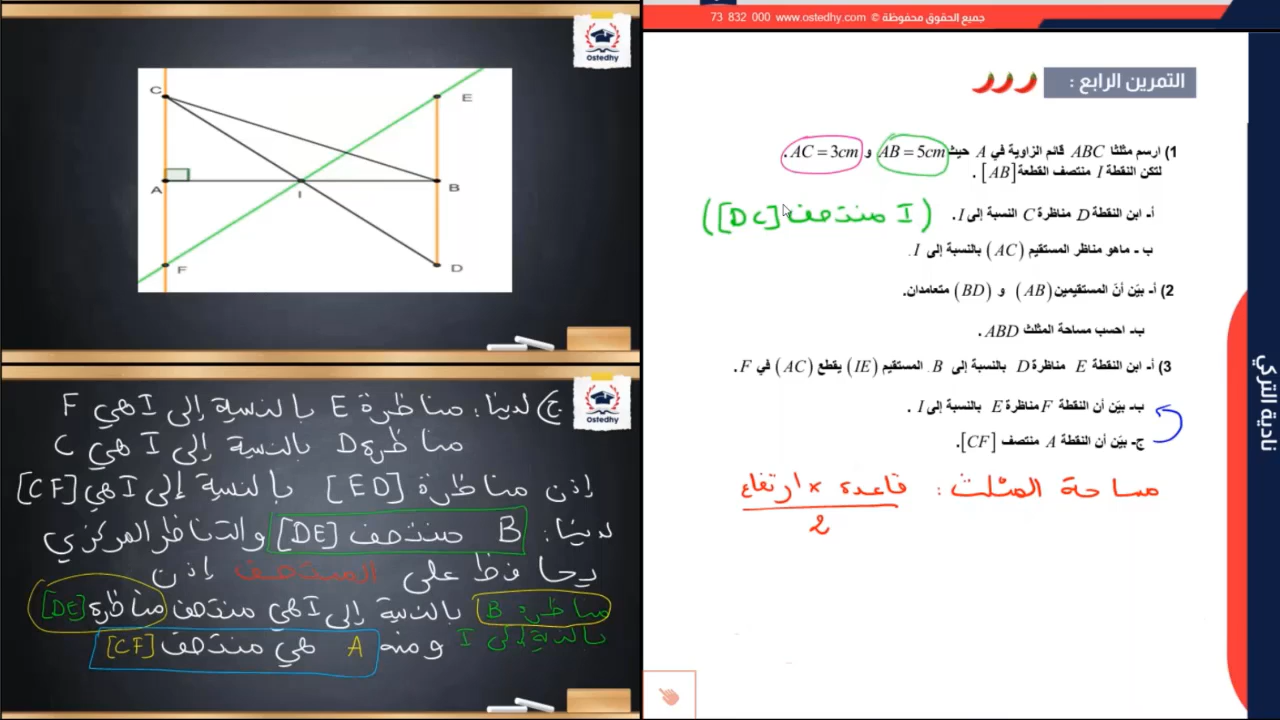 جميع الحقوق محفوظة © www.ostedhy.com 73 832 000
التمرين الرابع :
1) ارسم مثلثا ABC قائم الزاوية في A حيث AB = 5cm و AC = 3cm .
لتكن النقطة I منتصف القطعة [AB] .
أ- ابن النقطة D مناظرة C النسبة إلى I .
(I منتصف [DC])
ب - ماهو مناظر المستقيم (AC) بالنسبة إلى I .
2) أ- بيّن أنّ المستقيمين (AB) و (BD) متعامدان.
ب- احسب مساحة المثلث ABD .
3) أ- ابن النقطة E مناظرة D بالنسبة إلى B . المستقيم (IE) يقطع (AC) في F .
ب- بيّن أن النقطة F مناظرة E بالنسبة إلى I .
ج- بيّن أن النقطة A منتصف [CF] .
مساحة المثلث : قاعدة × ارتفاع
2
نادية التركي
Ostedhy
C
E
A
I
B
F
D
Ostedhy
ج) لدينا: مناظرة E بالنسبة إلى I هي F
مناظرة D بالنسبة إلى I هي C
إذن مناظرة [ED] بالنسبة إلى I هي [CF]
لدينا: B منتصف [DE] والتناظر المركزي
يحافظ على المنتصف إذن
مناظرة B بالنسبة إلى I هي منتصف مناظرة [DE]
بالنسبة إلى I ومنه A هي منتصف [CF]